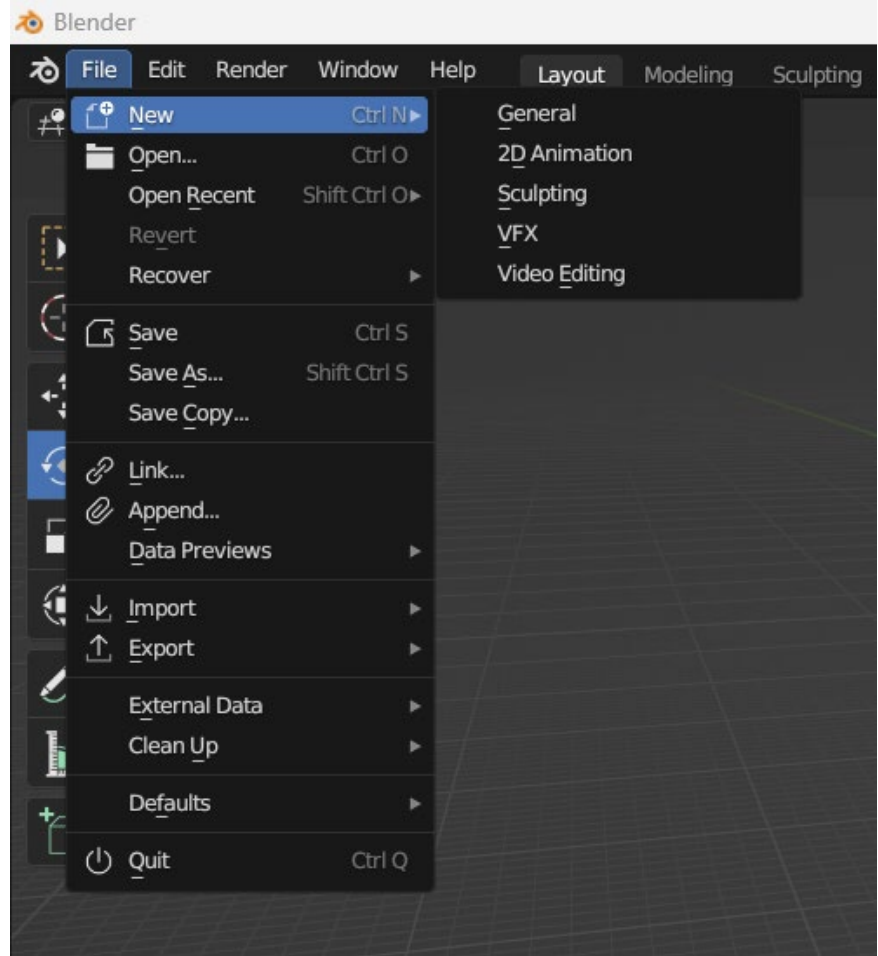 Blender
File Edit Render Window Help Layout Modeling Sculpting
New Ctrl N
Open... Ctrl O
Open Recent Shift Ctrl O
Revert
Recover
Save Ctrl S
Save As... Shift Ctrl S
Save Copy...
Link...
Append...
Data Previews
Import
Export
External Data
Clean Up
Defaults
Quit Ctrl Q
General
2D Animation
Sculpting
VFX
Video Editing